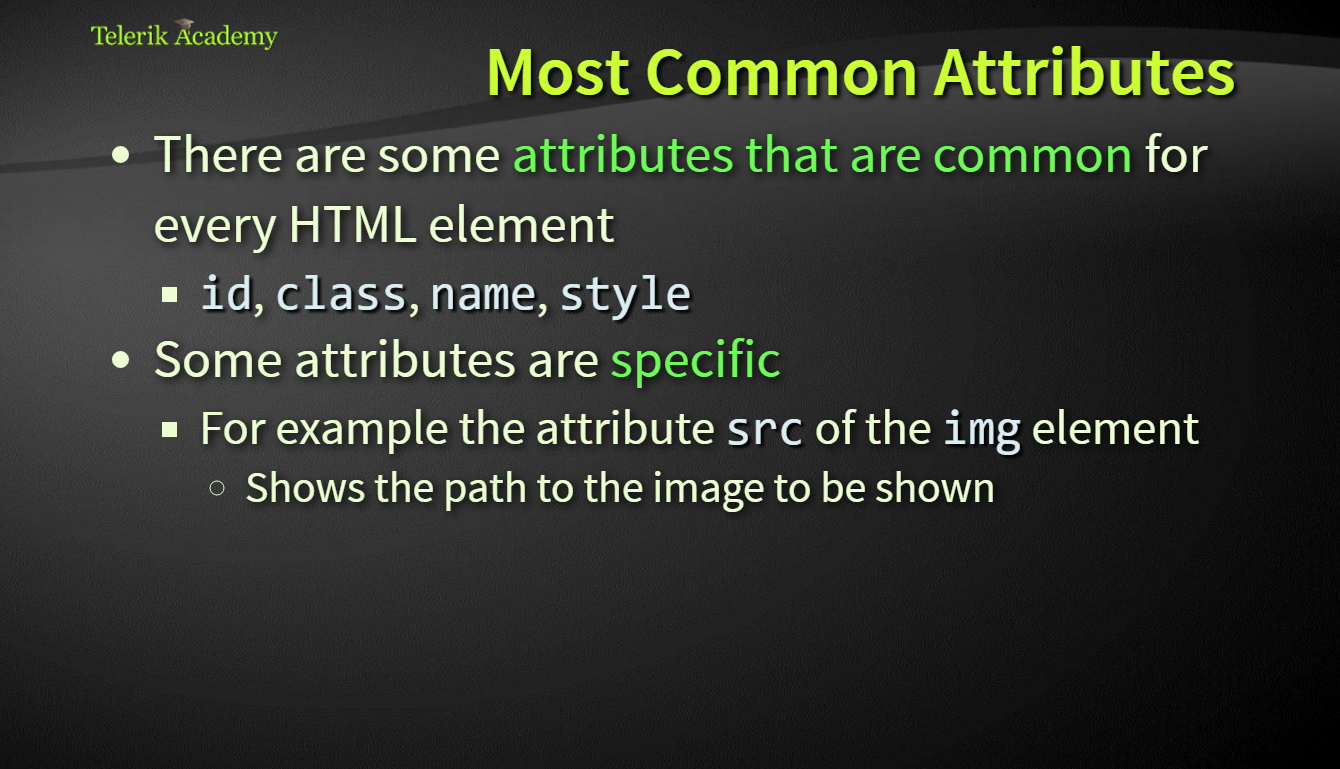 Telerik Academy
Most Common Attributes
There are some attributes that are common for
every HTML element
id, class, name, style
Some attributes are specific
For example the attribute src of the img element
Shows the path to the image to be shown